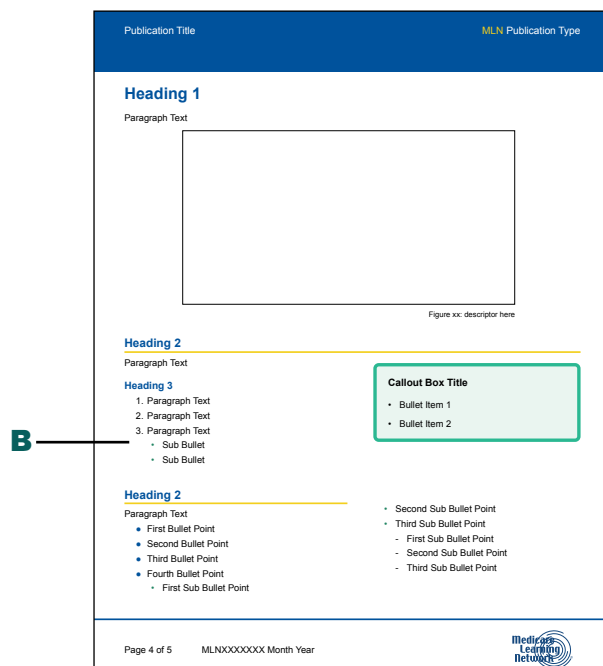 Publication Title
MLN Publication Type
Heading 1
Paragraph Text
Figure xx: descriptor here
Heading 2
Paragraph Text
Heading 3
1. Paragraph Text
2. Paragraph Text
3. Paragraph Text
• Sub Bullet
• Sub Bullet
B
Callout Box Title
• Bullet Item 1
• Bullet Item 2
Heading 2
Paragraph Text
• First Bullet Point
• Second Bullet Point
• Third Bullet Point
• Fourth Bullet Point
• First Sub Bullet Point
• Second Sub Bullet Point
• Third Sub Bullet Point
- First Sub Bullet Point
- Second Sub Bullet Point
- Third Sub Bullet Point
Page 4 of 5 MLNXXXXXXX Month Year
Medicare
Learning
Network